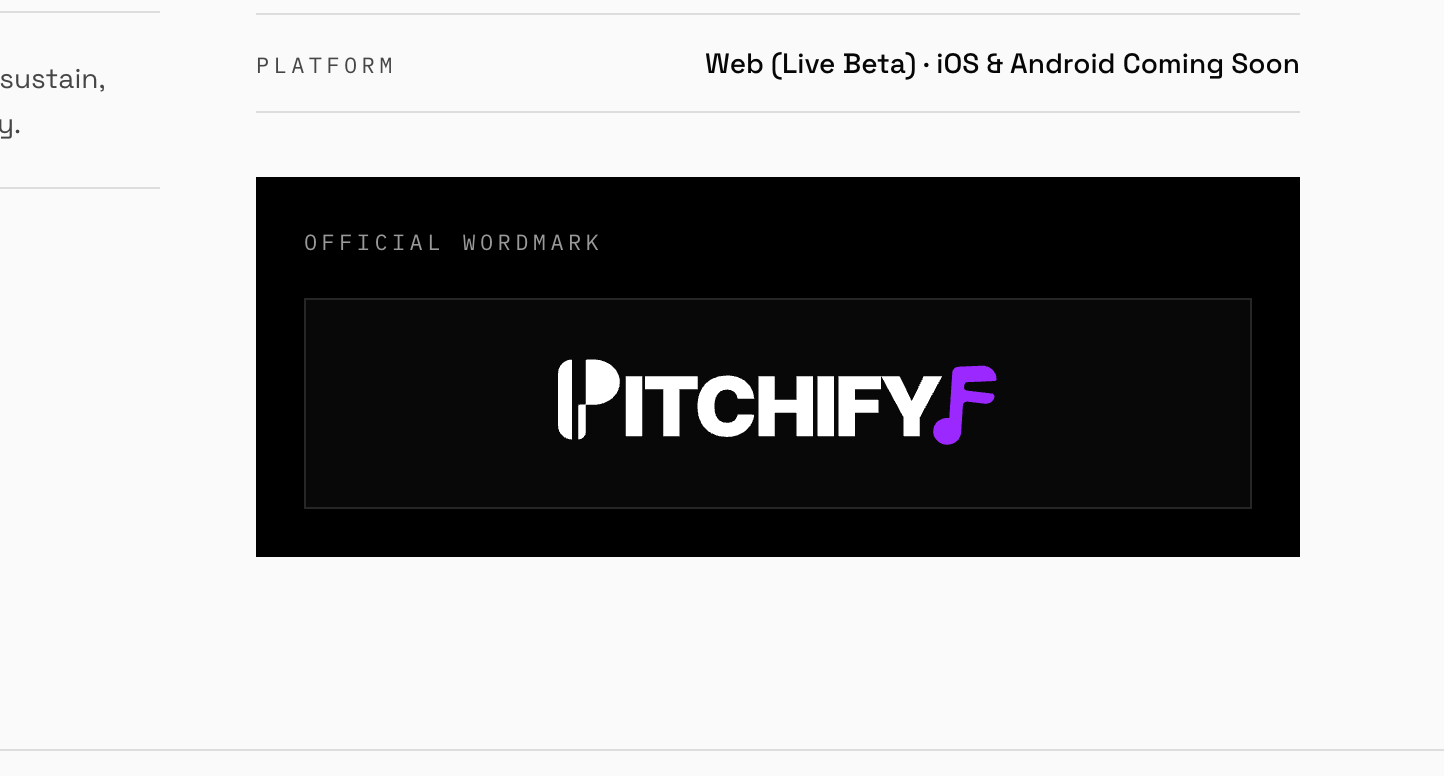 sustain,
y.
PLATFORM
Web (Live Beta) · iOS & Android Coming Soon
OFFICIAL WORDMARK
PITCHIFY